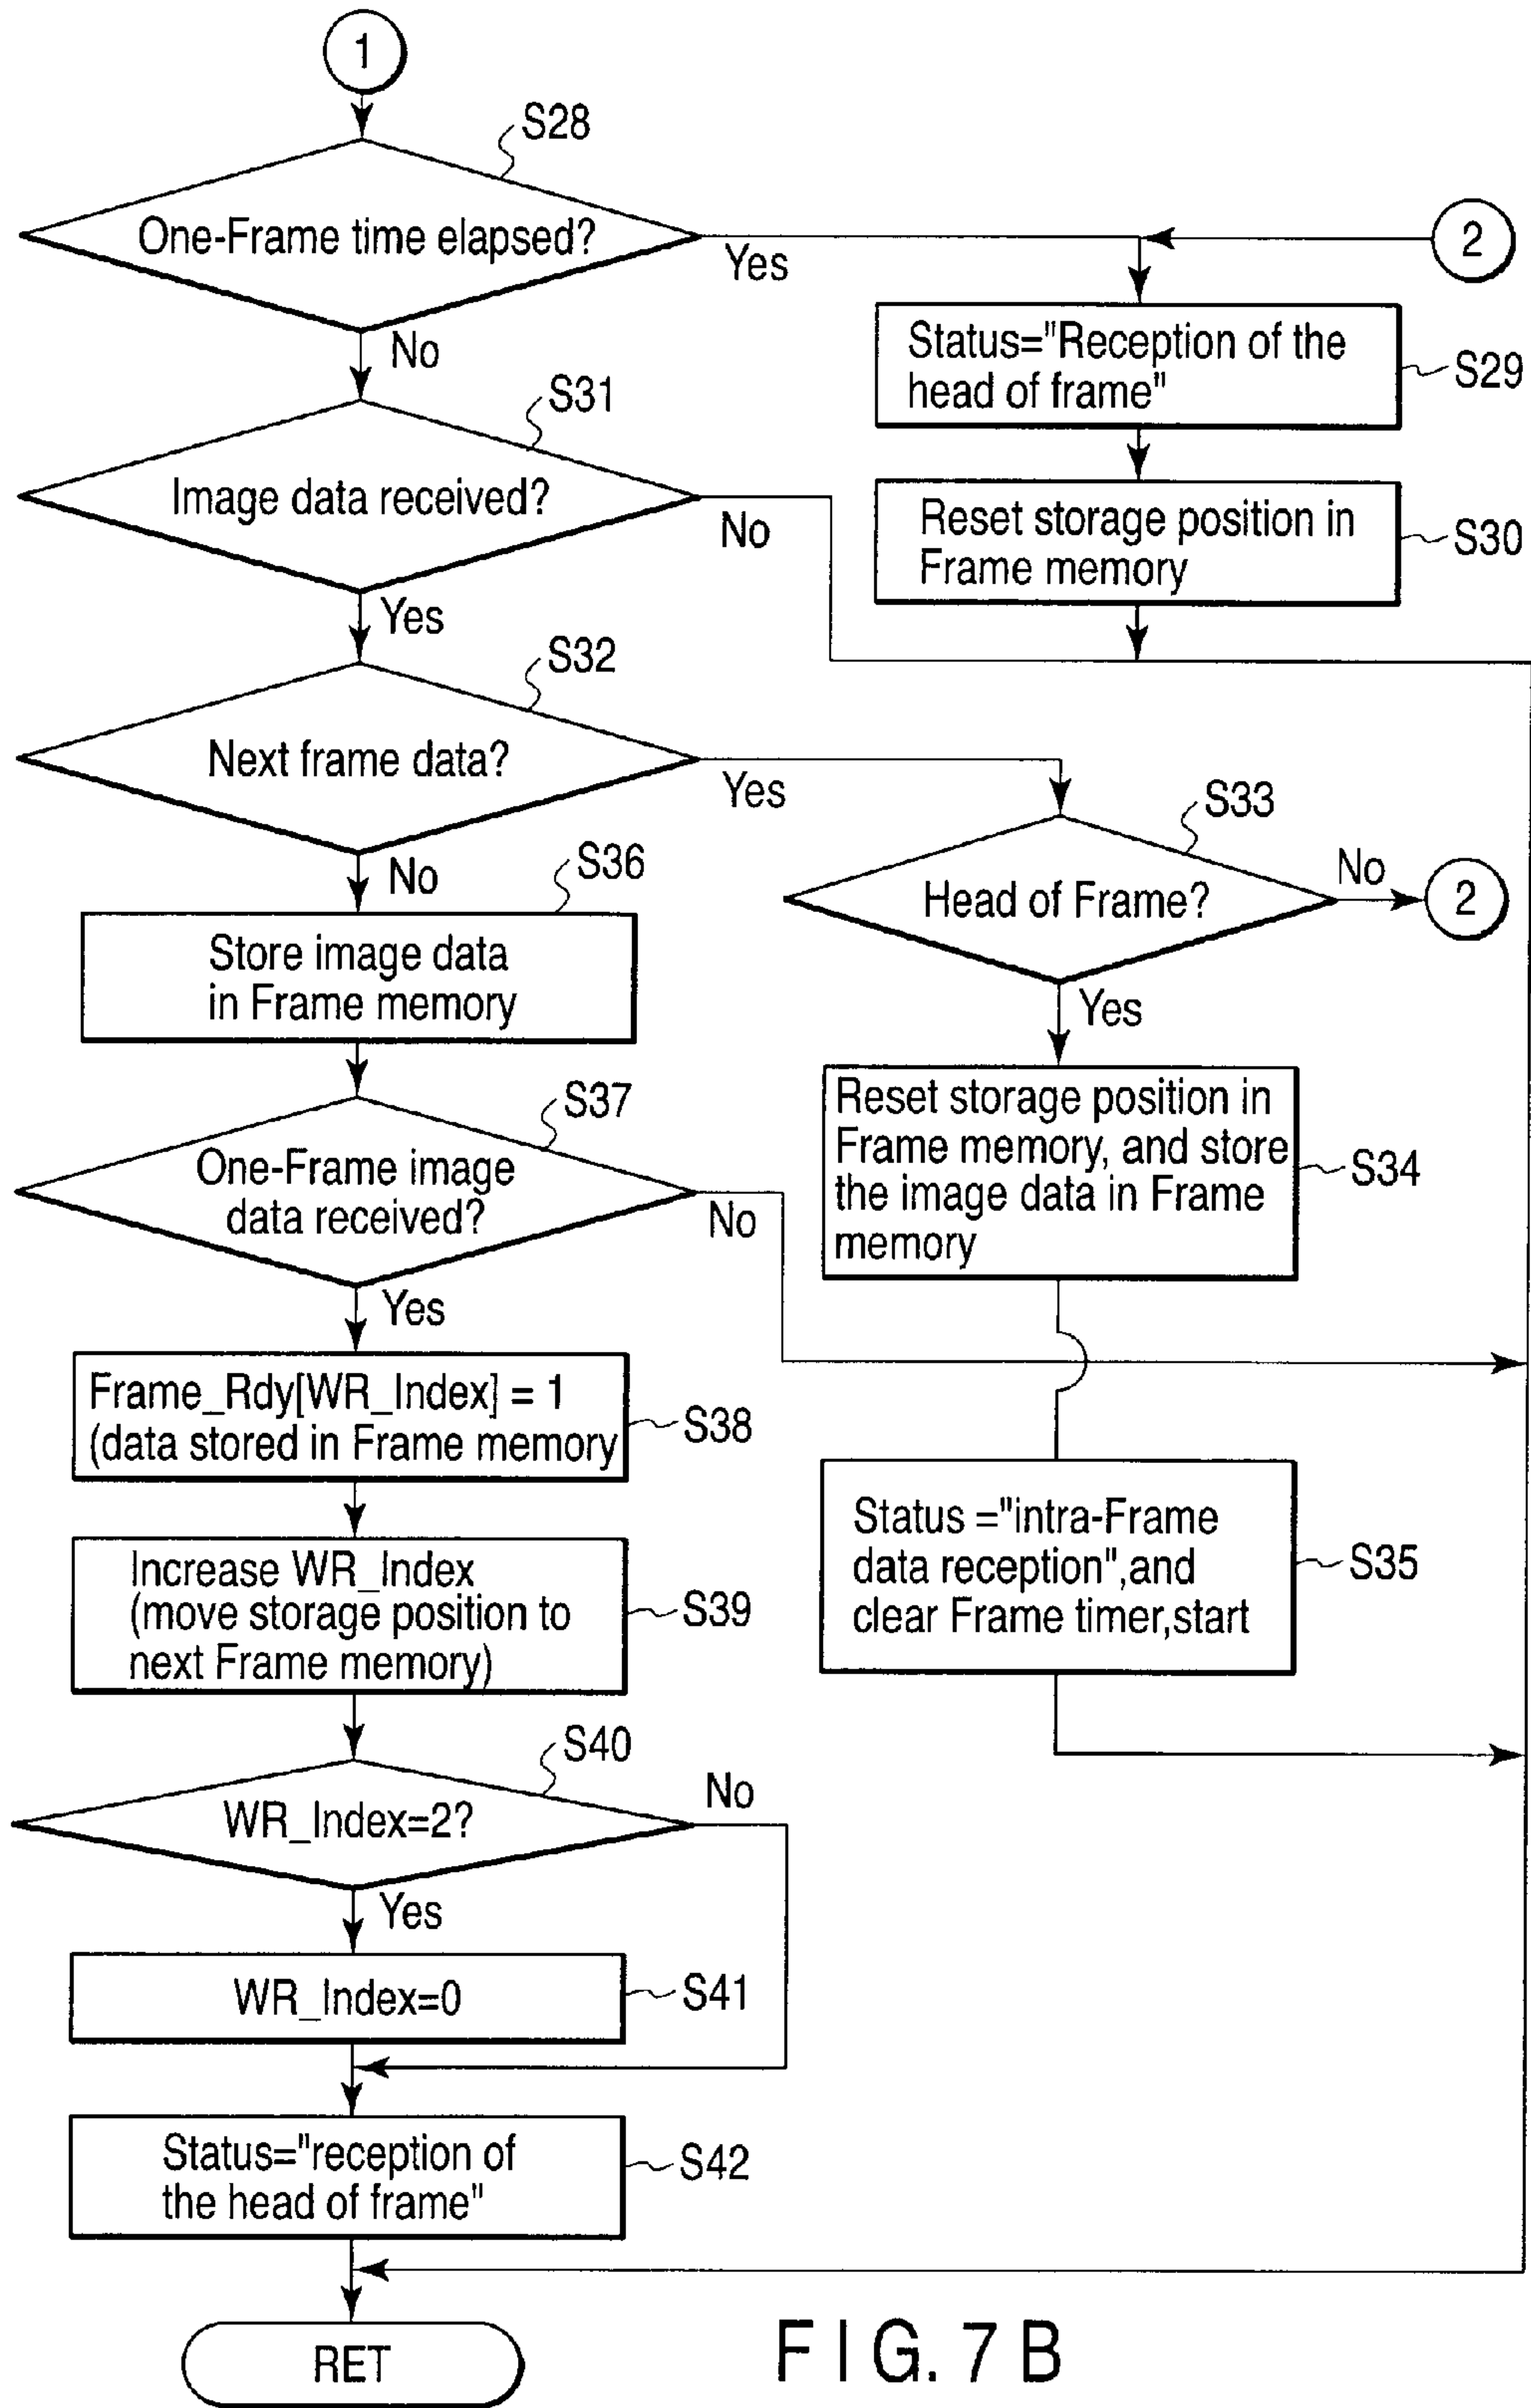 1
S28
One-Frame time elapsed?
Yes
2
No
Status="Reception of the
head of frame"
S29
S31
Image data received?
No
Reset storage position in
Frame memory
S30
Yes
S32
Next frame data?
Yes
S33
Head of Frame?
No
2
No
S36
Store image data
in Frame memory
Yes
Reset storage position in
Frame memory, and store
the image data in Frame
memory
S34
S37
One-Frame image
data received?
No
Yes
Frame_Rdy[WR_Index] = 1
(data stored in Frame memory
S38
Status ="intra-Frame
data reception",and
clear Frame timer,start
S35
Increase WR_Index
(move storage position to
next Frame memory)
S39
S40
WR_Index=2?
No
Yes
WR_Index=0
S41
Status="reception of
the head of frame"
S42
RET
FIG. 7B